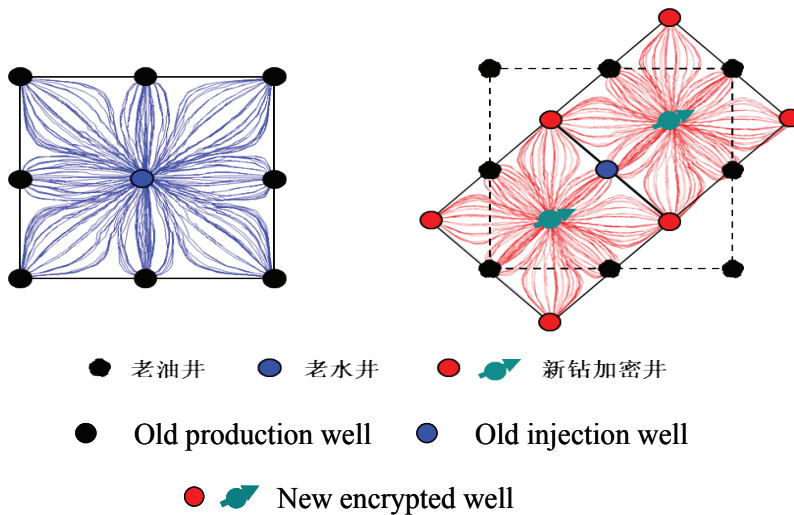 老油井 老水井 新钻加密井
Old production well Old injection well
New encrypted well